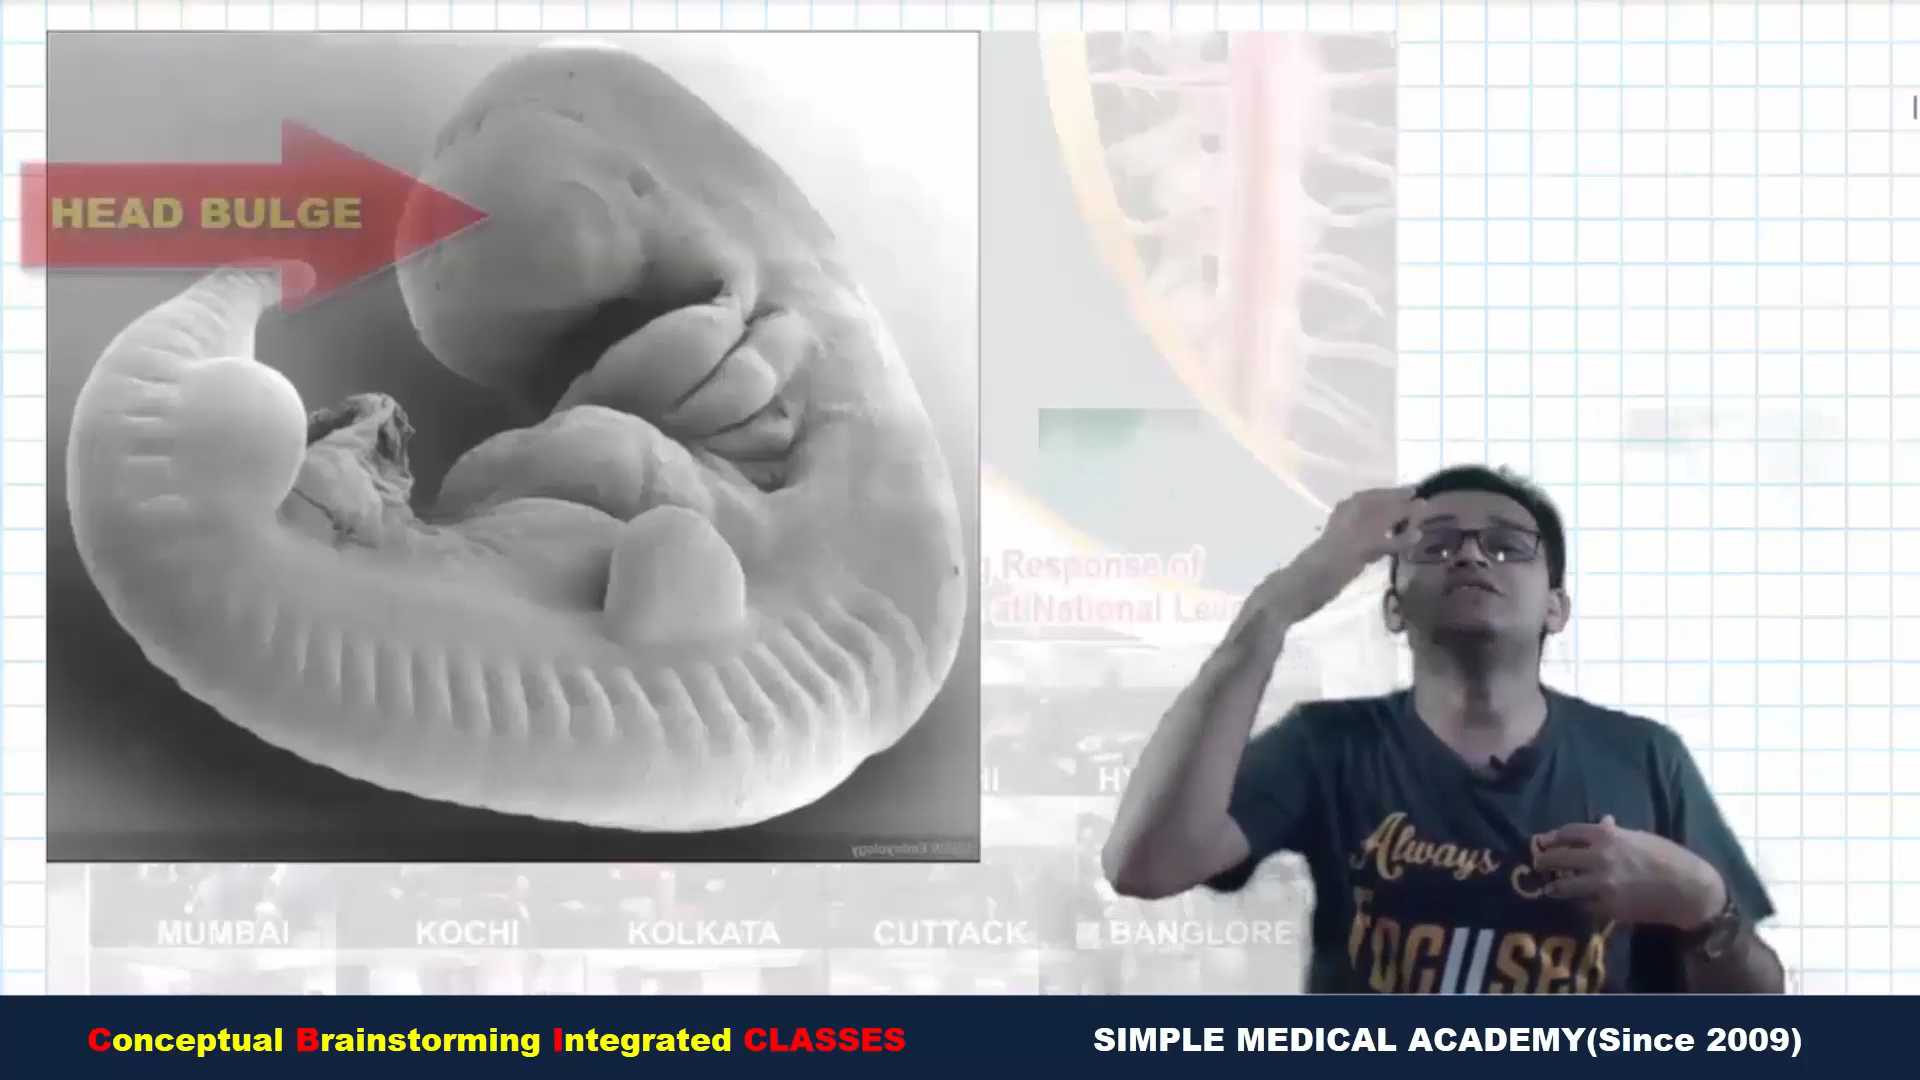 HEAD BULGE
Response of
at National
MUMBAI
KOCHI
KOLKATA
CUTTACK
BANGLORE
Always
FOCUSED
Conceptual Brainstorming Integrated CLASSES
SIMPLE MEDICAL ACADEMY(Since 2009)